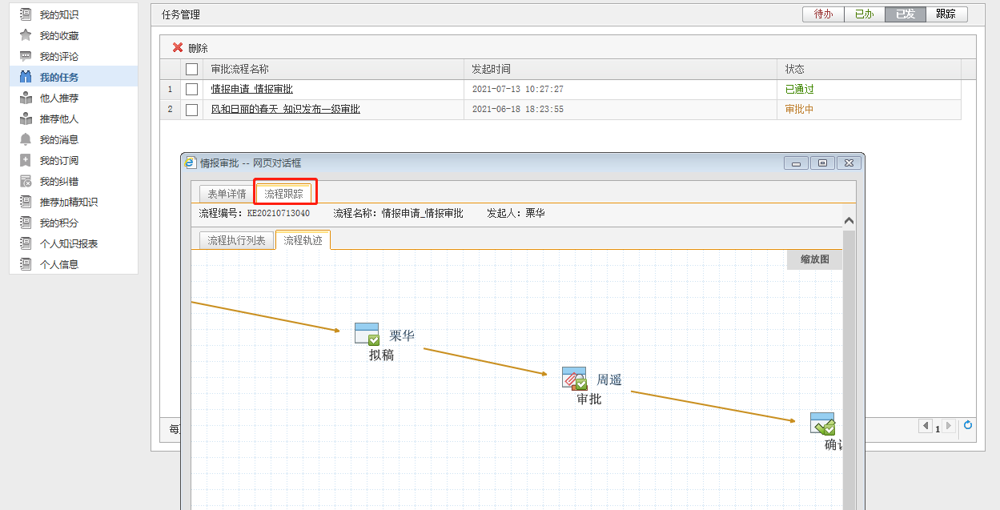 我的知识
我的收藏
我的评论
我的任务
他人推荐
推荐他人
我的消息
我的订阅
我的纠错
推荐加精知识
我的积分
个人知识报表
个人信息
任务管理
待办 已办 已发 跟踪
删除
审批流程名称 发起时间 状态
1 情报申请_情报审批 2021-07-13 10:27:27 已通过
2 风和日丽的春天_知识发布一级审批 2021-06-18 18:23:55 审批中
情报审批 -- 网页对话框
表单详情 流程跟踪
流程编号: KE20210713040 流程名称: 情报申请_情报审批 发起人: 栗华
流程执行列表 流程轨迹
缩放图
栗华
拟稿
周遥
审批
确
每
1